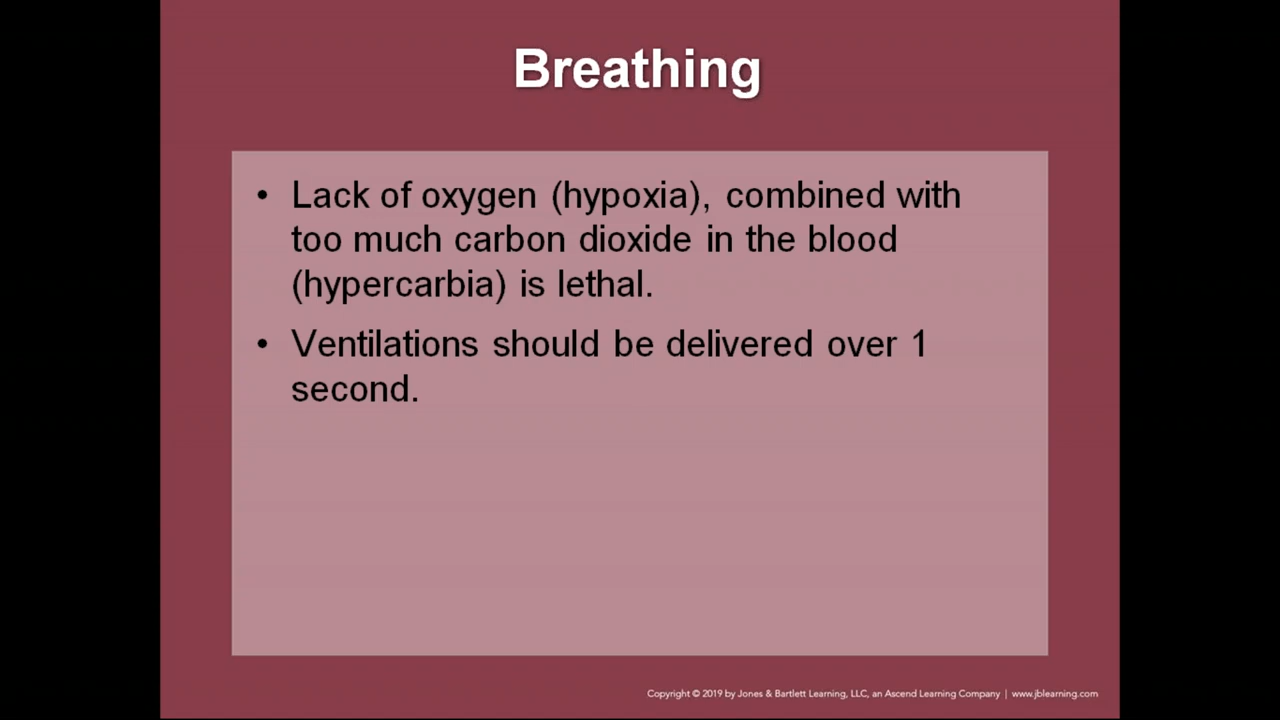 Breathing
• Lack of oxygen (hypoxia), combined with
too much carbon dioxide in the blood
(hypercarbia) is lethal.
• Ventilations should be delivered over 1
second.
Copyright © 2019 by Jones & Bartlett Learning, LLC, an Ascend Learning Company | www.jblearning.com